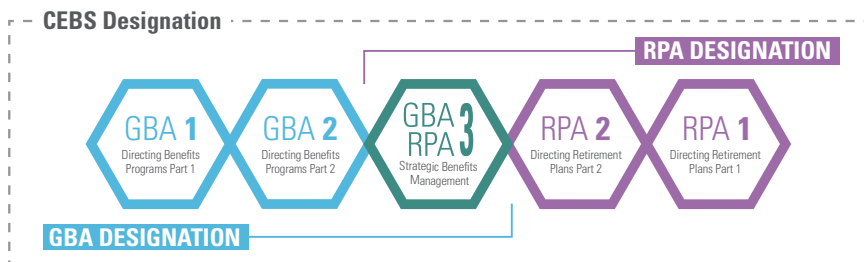 CEBS Designation
RPA DESIGNATION
GBA 1
Directing Benefits
Programs Part 1
GBA 2
Directing Benefits
Programs Part 2
GBA
RPA 3
Strategic Benefits
Management
RPA 2
Directing Retirement
Plans Part 2
RPA 1
Directing Retirement
Plans Part 1
GBA DESIGNATION